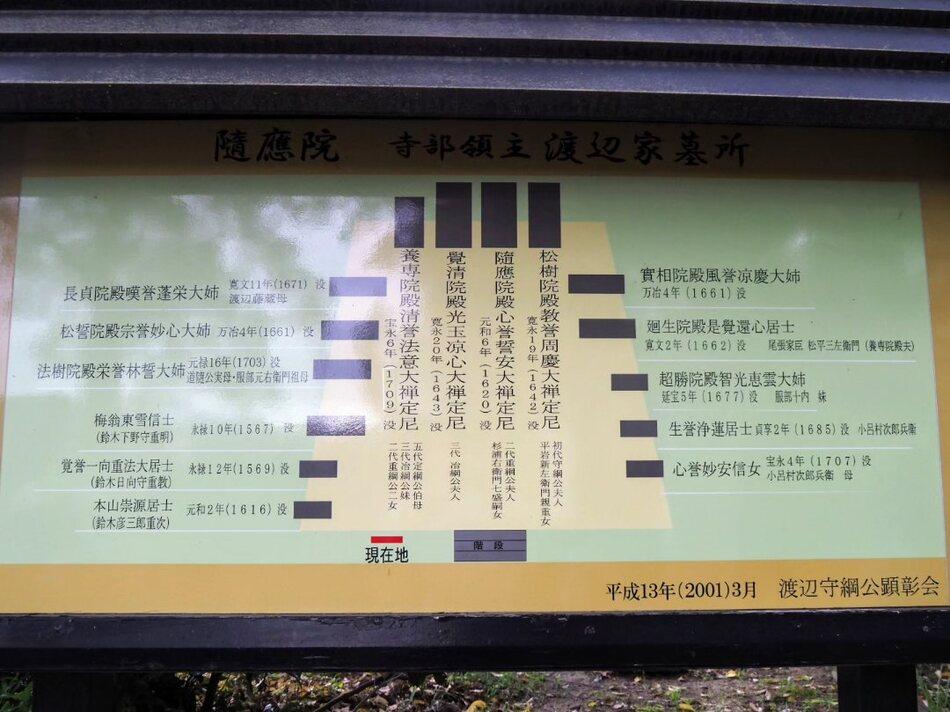 隨應院 寺部領主渡辺家墓所
松樹院殿教誉周慶大禅定尼
寛永19年(1642)没
初代守綱公夫人
平岩新左衛門親重女
隨應院殿心誉誓安大禅定尼
元和6年(1620)没
二代重綱公夫人
杉浦右衛門七盛嗣女
覺清院殿光玉凉心大禅定尼
寛永20年(1643)没
三代 治綱公夫人
養専院殿清誉法意大禅定尼
宝永6年(1709)没
五代定綱公伯母
三代治綱公妹
二代重綱公二女
實相院殿風誉凉慶大姉
万治4年(1661)没
廻生院殿是覺還心居士
寛文2年(1662)没 尾張家臣 松平三左衛門(養専院殿夫)
超勝院殿智光恵雲大姉
延宝5年(1677)没 服部十内 妹
生誉浄蓮居士 貞享2年(1685)没 小呂村次郎兵衛
心誉妙安信女 宝永4年(1707)没
小呂村次郎兵衛 母
長貞院殿嘆誉蓬栄大姉 寛文11年(1671)没
渡辺藤蔵母
松誓院殿宗誉妙心大姉 万冶4年(1661)没
法樹院殿栄誉林誓大姉 元禄16年(1703)没
道随公実母・服部元右衛門祖母
梅翁東雪信士 永禄10年(1567)没
(鈴木下野守重明)
覚誉一向重法大居士 永禄12年(1569)没
(鈴木日向守重教)
本山崇源居士 元和2年(1616)没
(鈴木彦三郎重次)
現在地
階段
平成13年(2001)3月 渡辺守綱公顕彰会